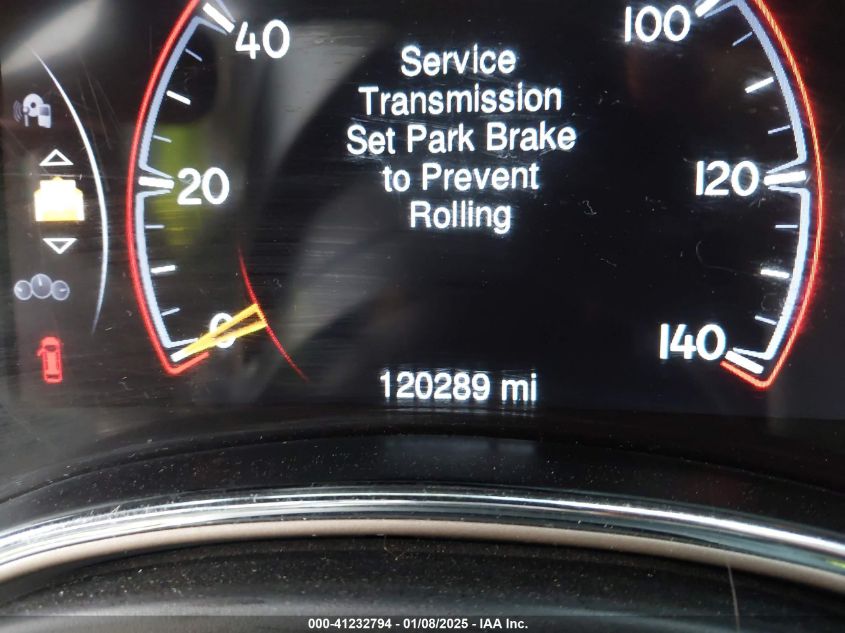 40
100
Service
Transmission
Set Park Brake
to Prevent
Rolling
20
120
0
140
120289 mi
000-41232794 - 01/08/2025 - IAA Inc.